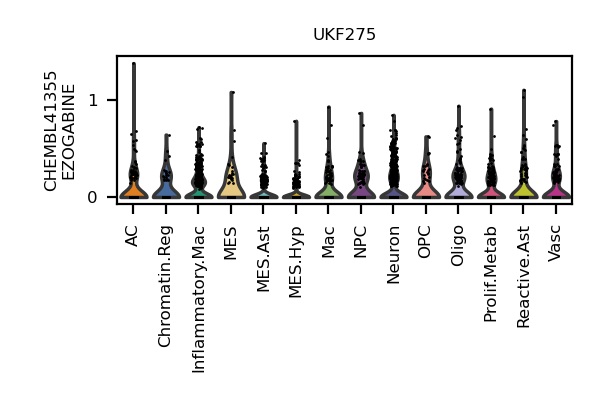 UKF275
CHEMBL41355
EZOGABINE
1
0
AC
Chromatin.Reg
Inflammatory.Mac
MES
MES.Ast
MES.Hyp
Mac
NPC
Neuron
OPC
Oligo
Prolif.Metab
Reactive.Ast
Vasc